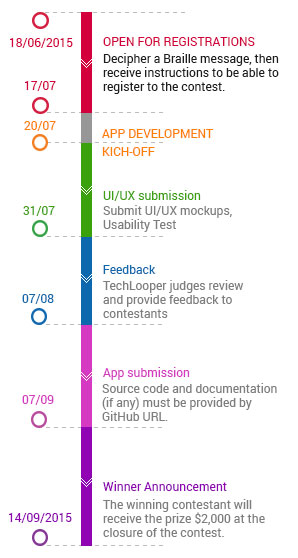 18/06/2015
OPEN FOR REGISTRATIONS
Decipher a Braille message, then
receive instructions to be able to
register to the contest.
17/07
20/07
APP DEVELOPMENT
KICH-OFF
UI/UX submission
Submit UI/UX mockups,
Usability Test
31/07
Feedback
TechLooper judges review
and provide feedback to
contestants
07/08
App submission
Source code and documentation
(if any) must be provided by
GitHub URL.
07/09
Winner Announcement
The winning contestant will
receive the prize $2,000 at the
closure of the contest.
14/09/2015